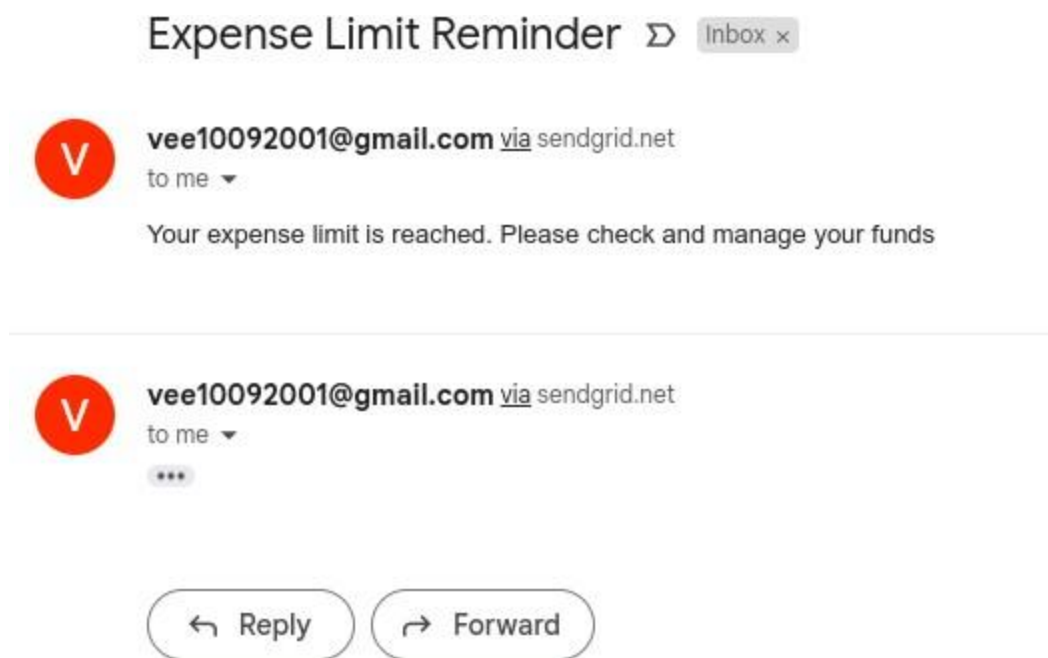 Expense Limit Reminder Inbox ×
V
vee10092001@gmail.com via sendgrid.net
to me
Your expense limit is reached. Please check and manage your funds
V
vee10092001@gmail.com via sendgrid.net
to me
•••
Reply Forward